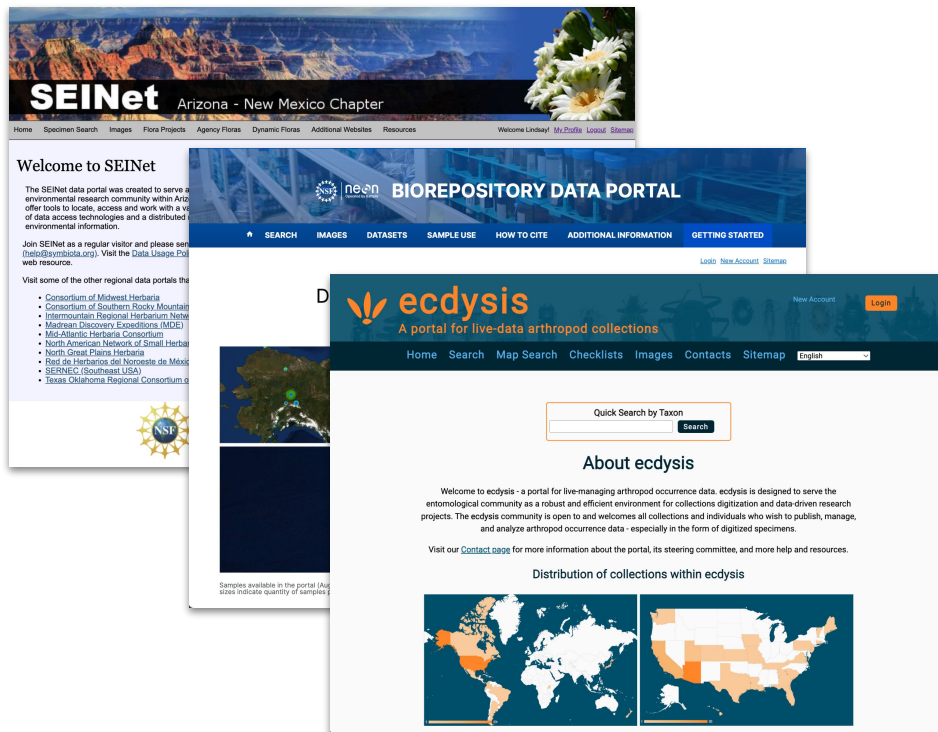 SEINet Arizona - New Mexico Chapter
Home Specimen Search Images Flora Projects Agency Floras Dynamic Floras Additional Websites Resources Welcome Lindsay! My Profile Logout Sitemap
Welcome to SEINet
The SEINet data portal was created to serve a
environmental research community within Ariz
offer tools to locate, access and work with a va
of data access technologies and a distributed
environmental information.
Join SEINet as a regular visitor and please sen
(help@symbiota.org). Visit the Data Usage Pol
web resource.
Visit some of the other regional data portals tha
Consortium of Midwest Herbaria
Consortium of Southern Rocky Mountain
Intermountain Regional Herbarium Netw
Madrean Discovery Expeditions (MDE)
Mid-Atlantic Herbaria Consortium
North American Network of Small Herbar
North Great Plains Herbaria
Red de Herbarios del Noroeste de Méxic
SERNEC (Southeast USA)
Texas Oklahoma Regional Consortium o
NSF
NSF neon Operated by Battelle BIOREPOSITORY DATA PORTAL
SEARCH IMAGES DATASETS SAMPLE USE HOW TO CITE ADDITIONAL INFORMATION GETTING STARTED
Login New Account Sitemap
D
Samples available in the portal (Aug
sizes indicate quantity of samples p
ecdysis
A portal for live-data arthropod collections
New Account Login
Home Search Map Search Checklists Images Contacts Sitemap English
Quick Search by Taxon
Search
About ecdysis
Welcome to ecdysis - a portal for live-managing arthropod occurrence data. ecdysis is designed to serve the
entomological community as a robust and efficient environment for collections digitization and data-driven research
projects. The ecdysis community is open to and welcomes all collections and individuals who wish to publish, manage,
and analyze arthropod occurrence data - especially in the form of digitized specimens.
Visit our Contact page for more information about the portal, its steering committee, and more help and resources.
Distribution of collections within ecdysis